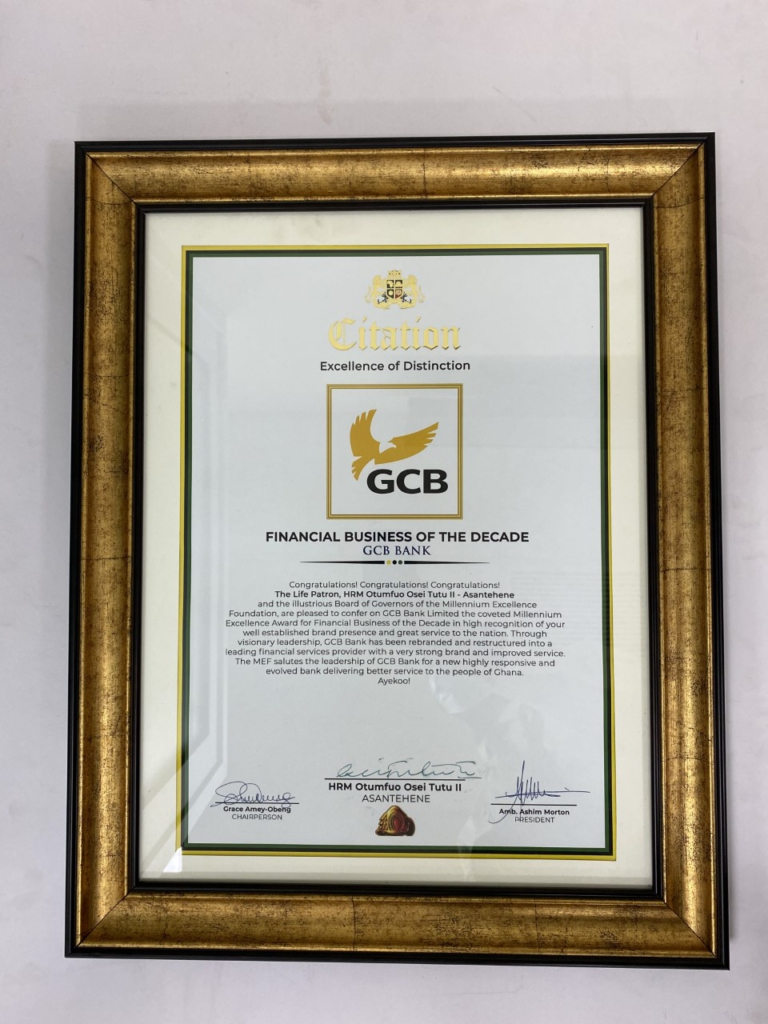 Citation
Excellence of Distinction
GCB
FINANCIAL BUSINESS OF THE DECADE
GCB BANK
Congratulations! Congratulations! Congratulations!
The Life Patron, HRM Otumfuo Osei Tutu II - Asantehene
and the illustrious Board of Governors of the Millennium Excellence
Foundation, are pleased to confer on GCB Bank Limited the coveted Millennium
Excellence Award for Financial Business of the Decade in high recognition of your
well established brand presence and great service to the nation. Through
visionary leadership, GCB Bank has been rebranded and restructured into a
leading financial services provider with a very strong brand and improved service.
The MEF salutes the leadership of GCB Bank for a new highly responsive and
evolved bank delivering better service to the people of Ghana.
Ayekoo!
Grace Amey-Obeng
CHAIRPERSON
HRM Otumfuo Osei Tutu II
ASANTEHENE
Amb. Ashim Morton
PRESIDENT